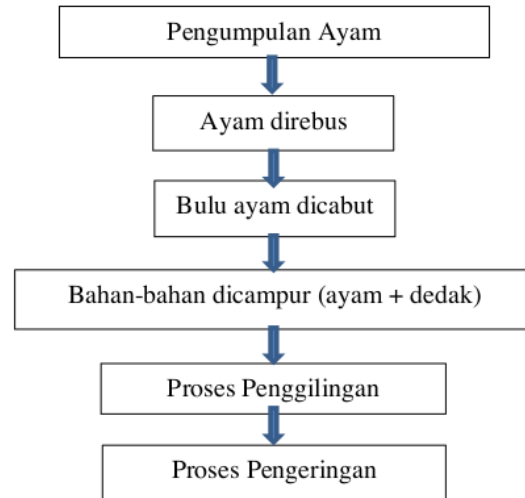 Pengumpulan Ayam
Ayam direbus
Bulu ayam dicabut
Bahan-bahan dicampur (ayam + dedak)
Proses Penggilingan
Proses Pengeringan